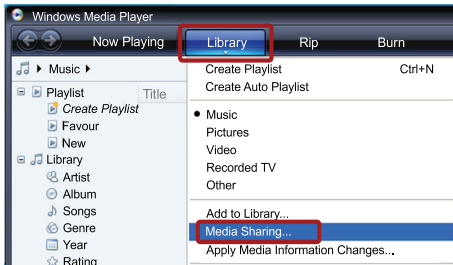 Windows Media Player
Now Playing Library Rip Burn
Music
Playlist Title
Create Playlist
Favour
New
Library
Artist
Album
Songs
Genre
Year
Rating
Create Playlist Ctrl+N
Create Auto Playlist
Music
Pictures
Video
Recorded TV
Other
Add to Library...
Media Sharing...
Apply Media Information Changes...